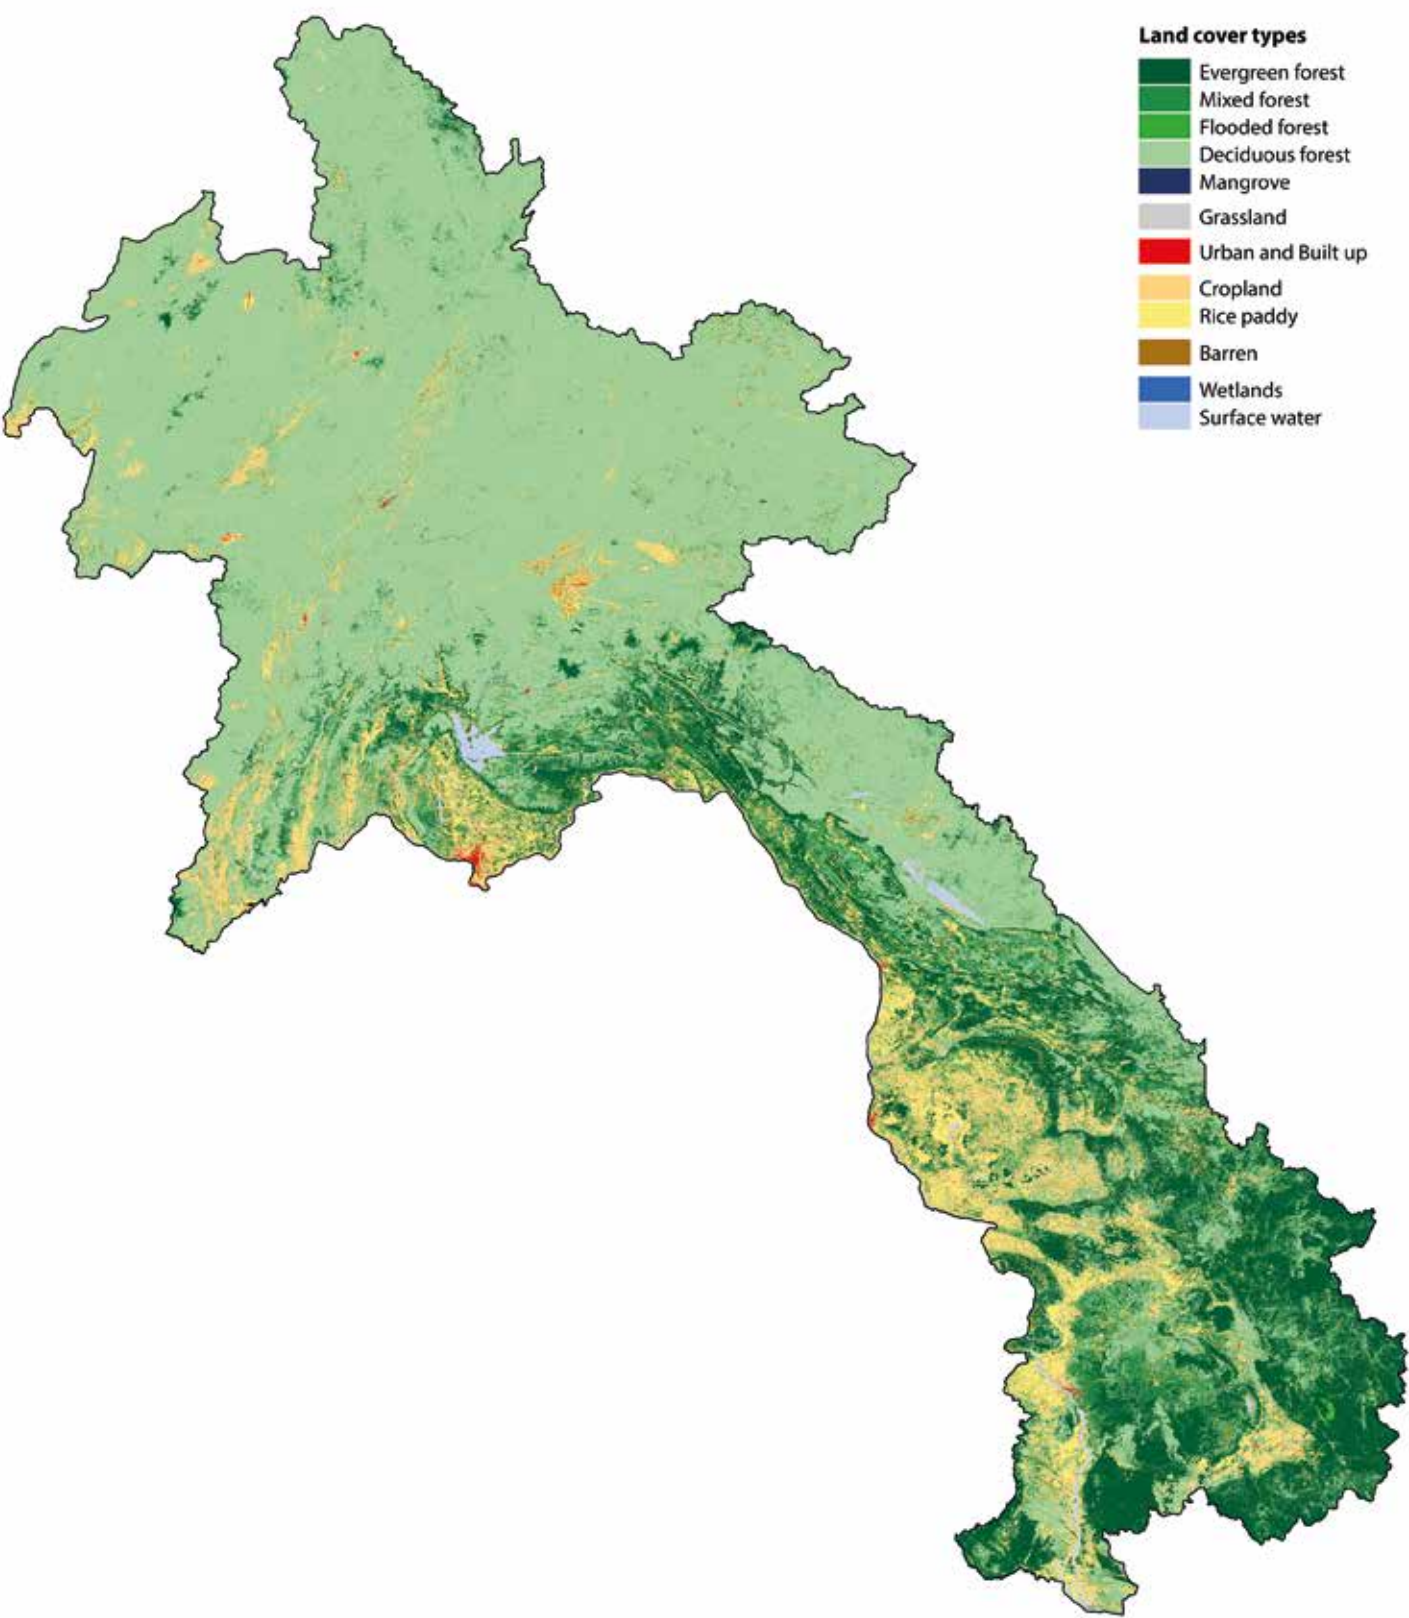 Land cover types
Evergreen forest
Mixed forest
Flooded forest
Deciduous forest
Mangrove
Grassland
Urban and Built up
Cropland
Rice paddy
Barren
Wetlands
Surface water